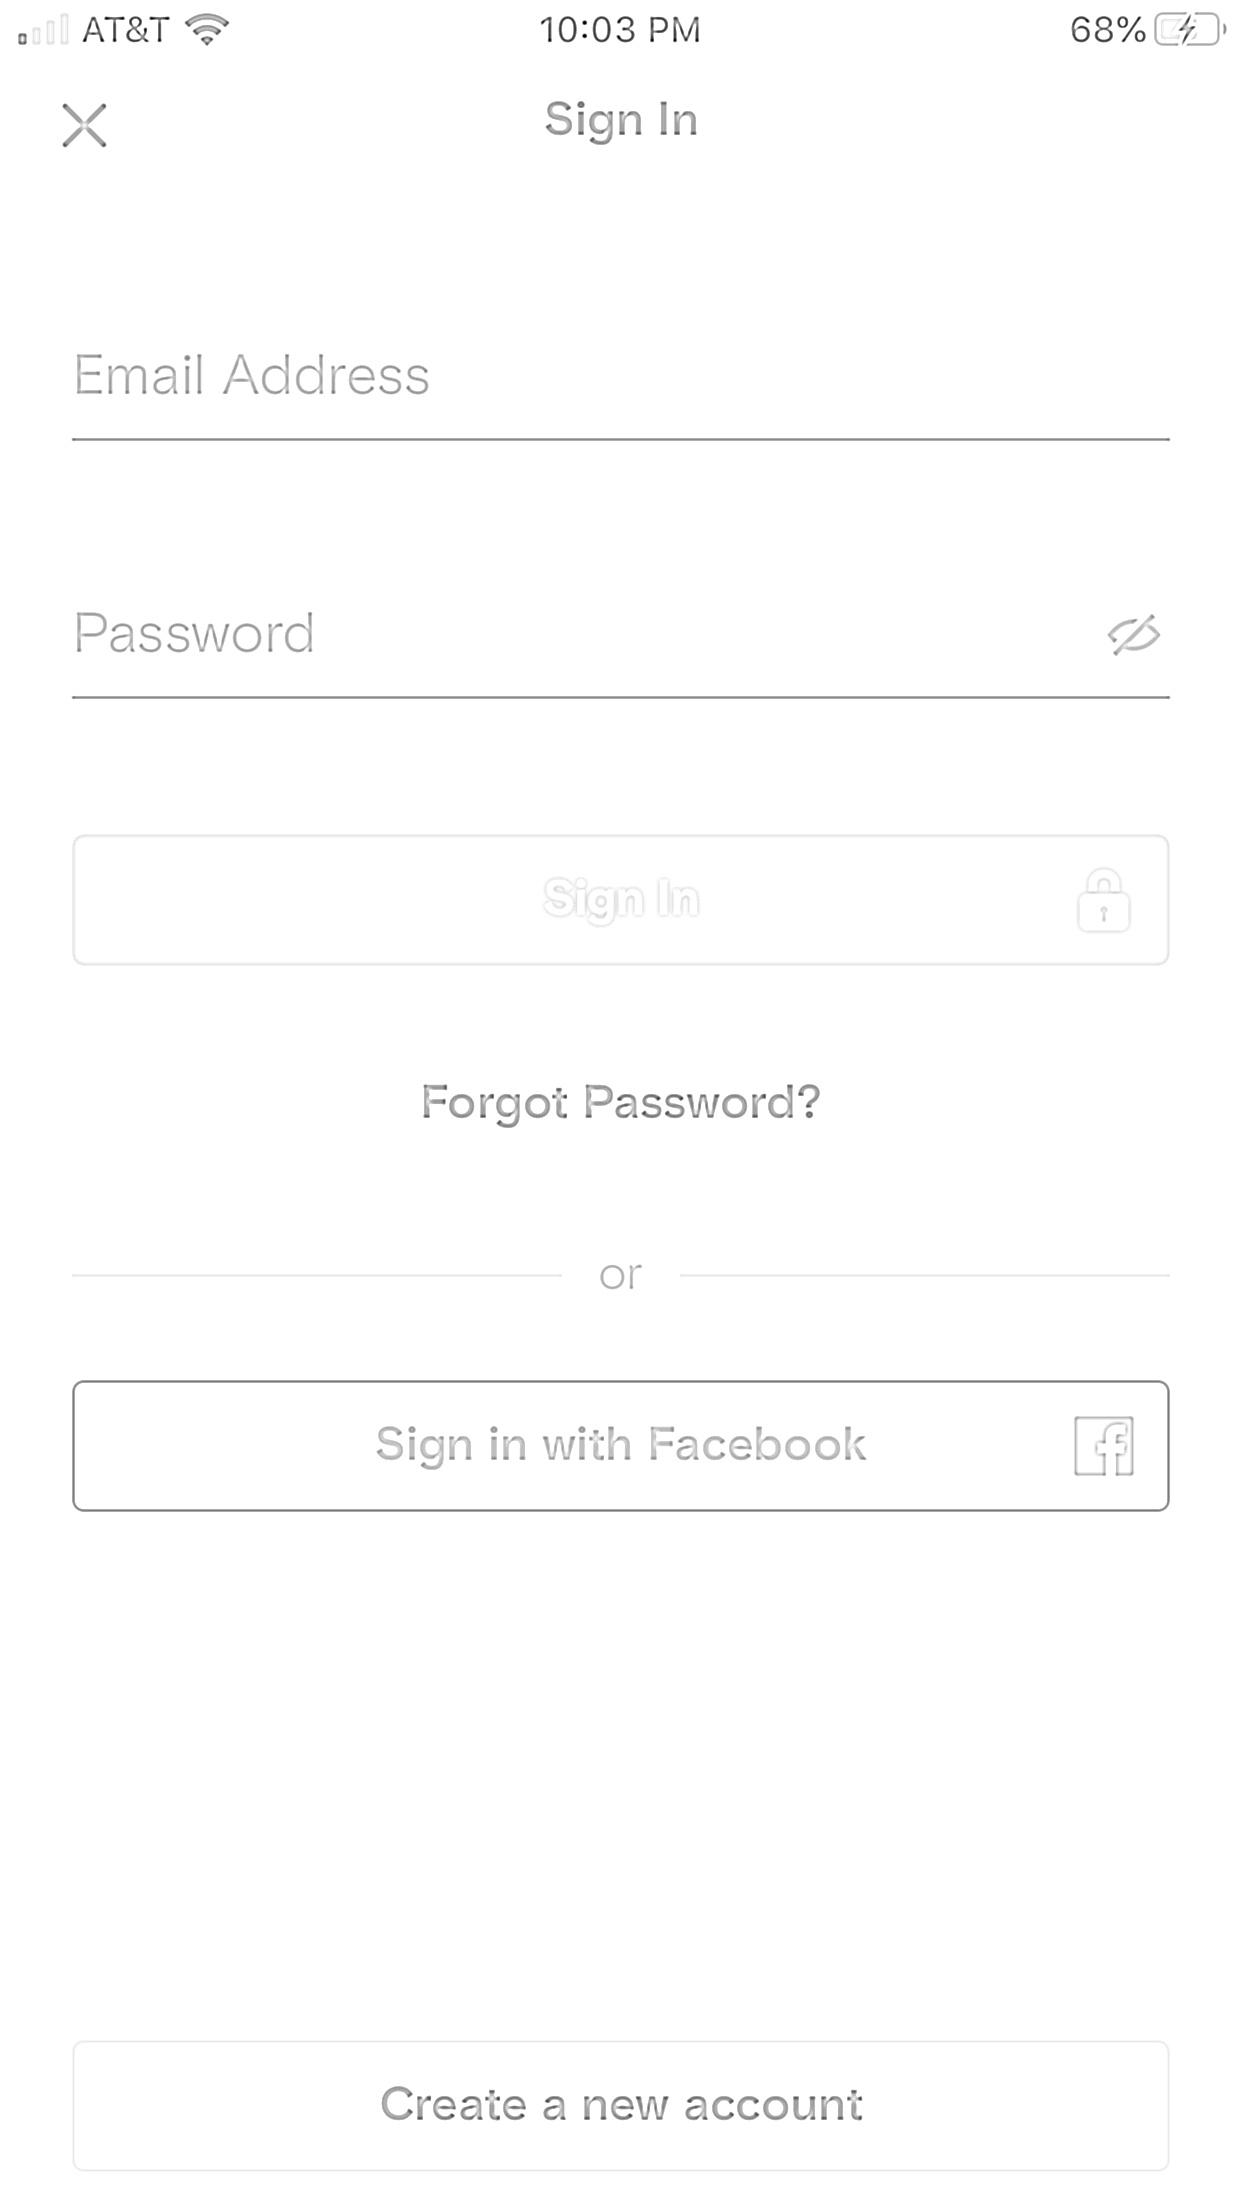 AT&T 10:03 PM 68%
Sign In
Email Address
Password
Sign In
Forgot Password?
or
Sign in with Facebook
Create a new account